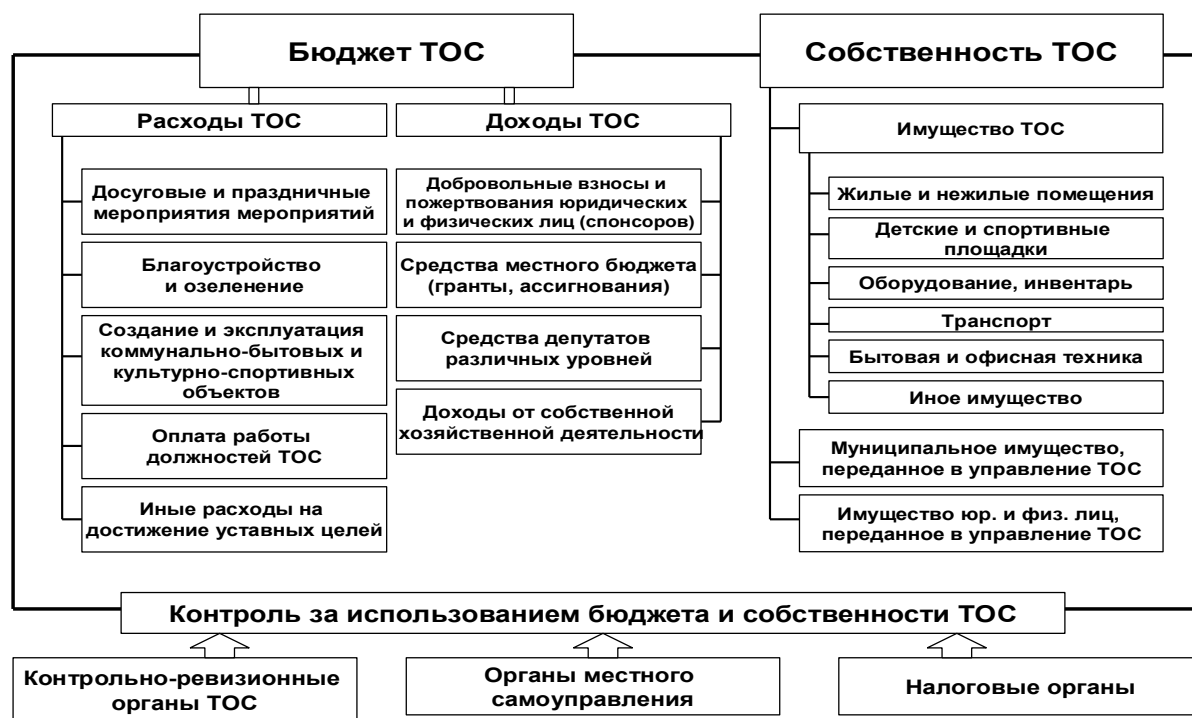 Бюджет ТОС
Собственность ТОС
Расходы ТОС
Доходы ТОС
Имущество ТОС
Досуговые и праздничные
мероприятия мероприятий
Благоустройство
и озеленение
Создание и эксплуатация
коммунально-бытовых и
культурно-спортивных
объектов
Оплата работы
должностей ТОС
Иные расходы на
достижение уставных целей
Добровольные взносы и
пожертвования юридических
и физических лиц (спонсоров)
Средства местного бюджета
(гранты, ассигнования)
Средства депутатов
различных уровней
Доходы от собственной
хозяйственной деятельности
Жилые и нежилые помещения
Детские и спортивные
площадки
Оборудование, инвентарь
Транспорт
Бытовая и офисная техника
Иное имущество
Муниципальное имущество,
переданное в управление ТОС
Имущество юр. и физ. лиц,
переданное в управление ТОС
Контроль за использованием бюджета и собственности ТОС
Контрольно-ревизионные
органы ТОС
Органы местного
самоуправления
Налоговые органы